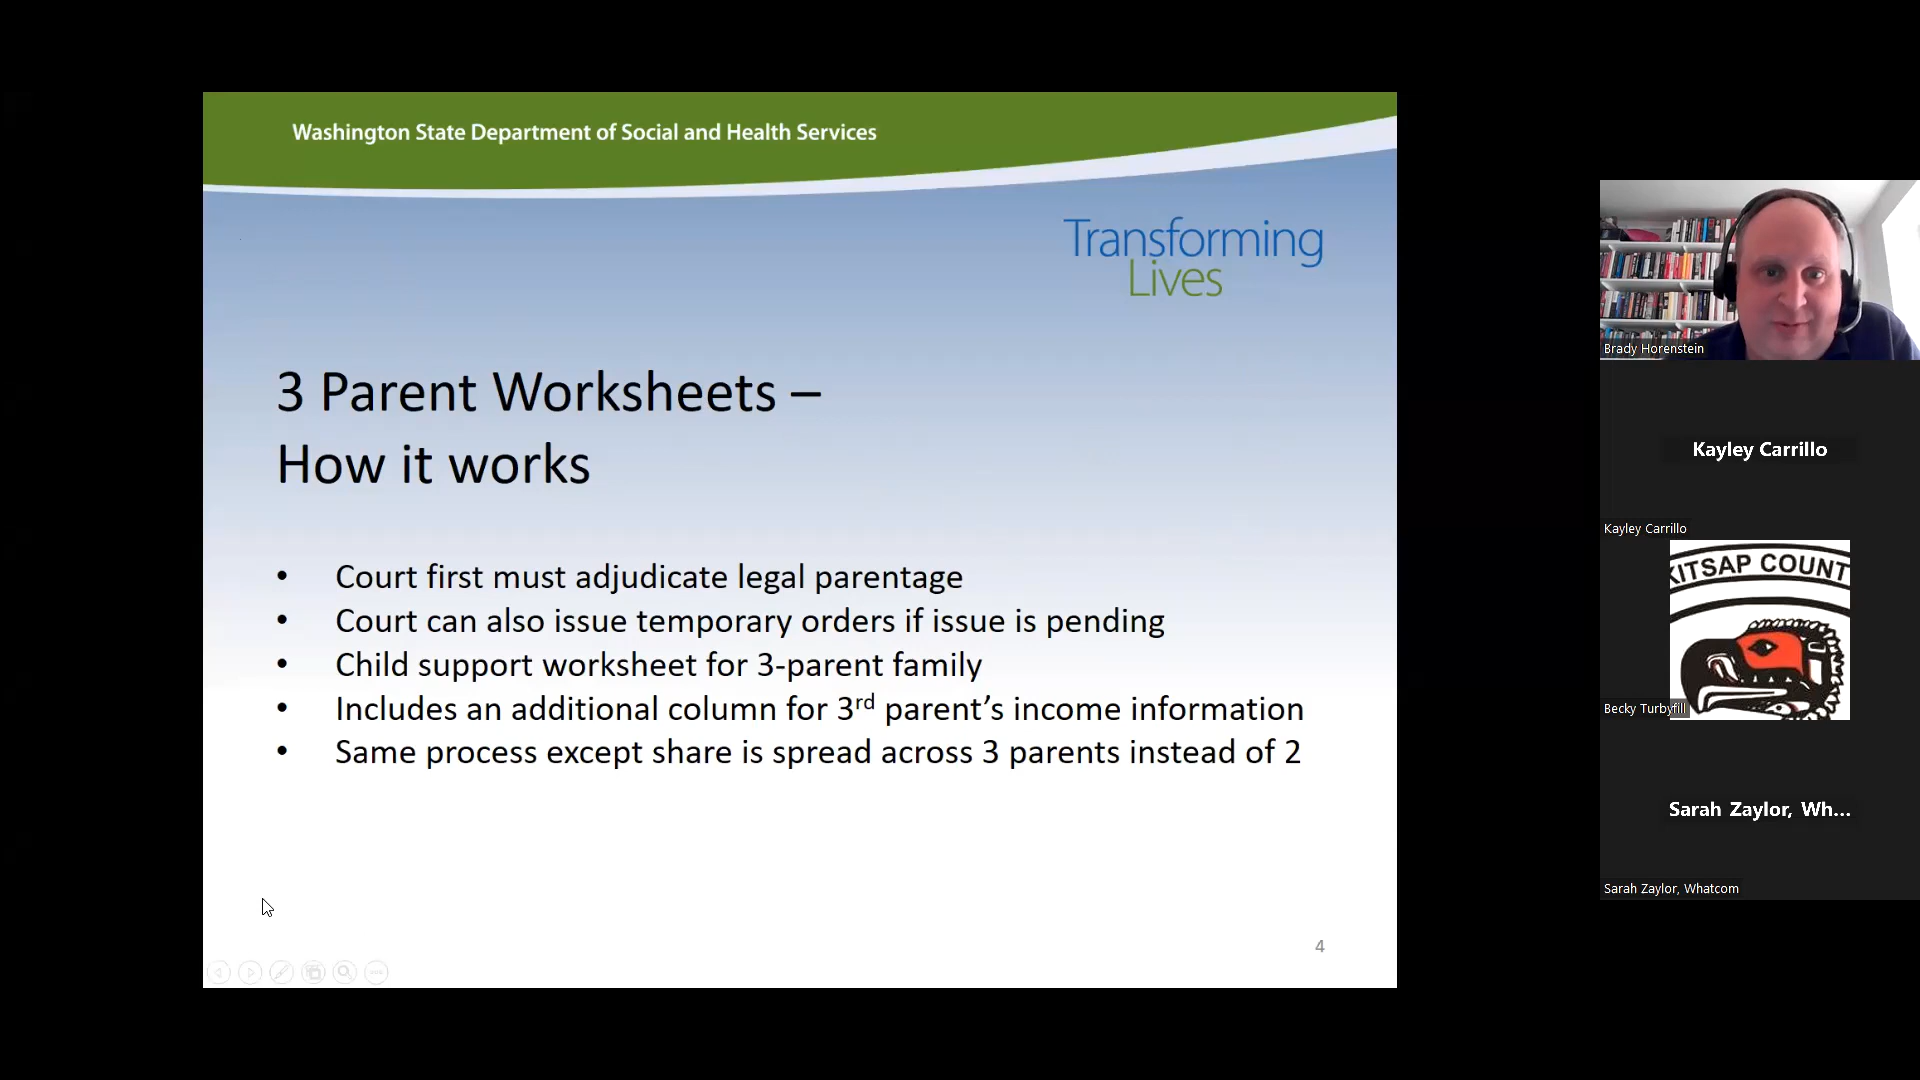 Washington State Department of Social and Health Services
Transforming
Lives
3 Parent Worksheets –
How it works
• Court first must adjudicate legal parentage
• Court can also issue temporary orders if issue is pending
• Child support worksheet for 3-parent family
• Includes an additional column for 3rd parent’s income information
• Same process except share is spread across 3 parents instead of 2
4
Brady Horenstein
Kayley Carrillo
Kayley Carrillo
KITSAP COUNT
Becky Turbyfill
Sarah Zaylor, Wh...
Sarah Zaylor, Whatcom